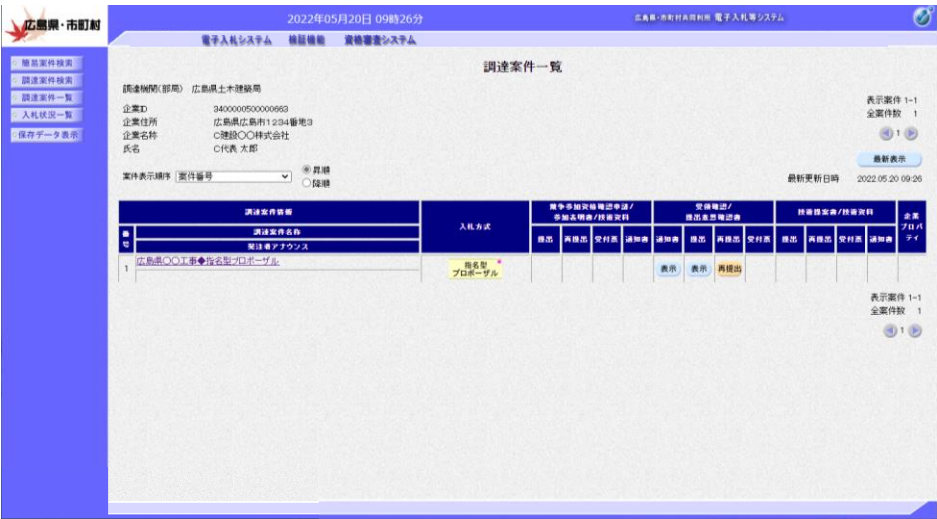 広島県・市町村
2022年05月20日 09時26分
広島県・市町村共同利用 電子入札等システム
電子入札システム 検証機能 資格審査システム
簡易案件検索
調達案件検索
調達案件一覧
入札状況一覧
保存データ表示
調達案件一覧
調達機関(部局) 広島県土木建築局
企業ID 3400000500000663
企業住所 広島県広島市1234番地3
企業名称 C建設〇〇株式会社
氏名 C代表 太郎
表示案件 1-1
全案件数 1
1
最新表示
案件表示順序 案件番号
昇順
降順
最新更新日時 2022.05.20 09:26
調達案件情報
番号
調達案件名称
発注者アナウンス
入札方式
競争参加資格確認申請/
参加表明書/技術資料
提出 再提出 受付票 通知書
受領確認/
提出意思確認書
通知書 提出 再提出 受付票
技術提案書/技術資料
提出 再提出 受付票 通知書
企業
プロパ
ティ
1 広島県〇〇工事◆指名型プロポーザル
指名型
プロポーザル
表示 表示 再提出
表示案件 1-1
全案件数 1
1